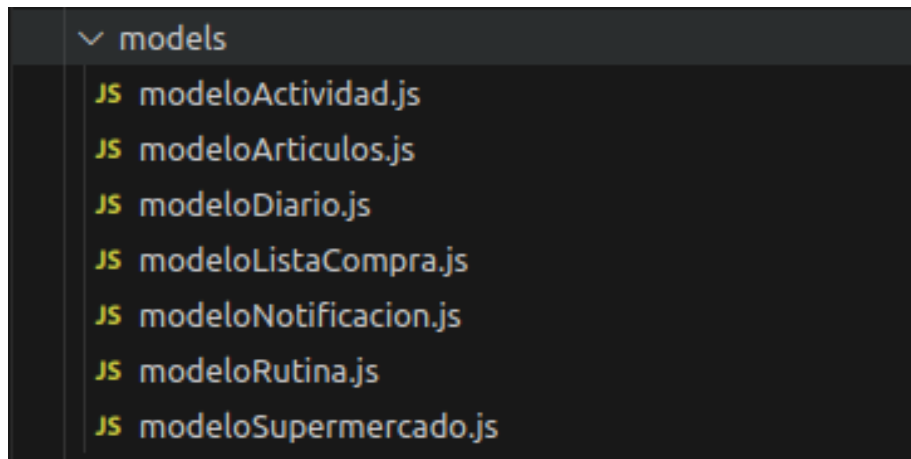 models
JS modeloActividad.js
JS modeloArticulos.js
JS modeloDiario.js
JS modeloListaCompra.js
JS modeloNotificacion.js
JS modeloRutina.js
JS modeloSupermercado.js